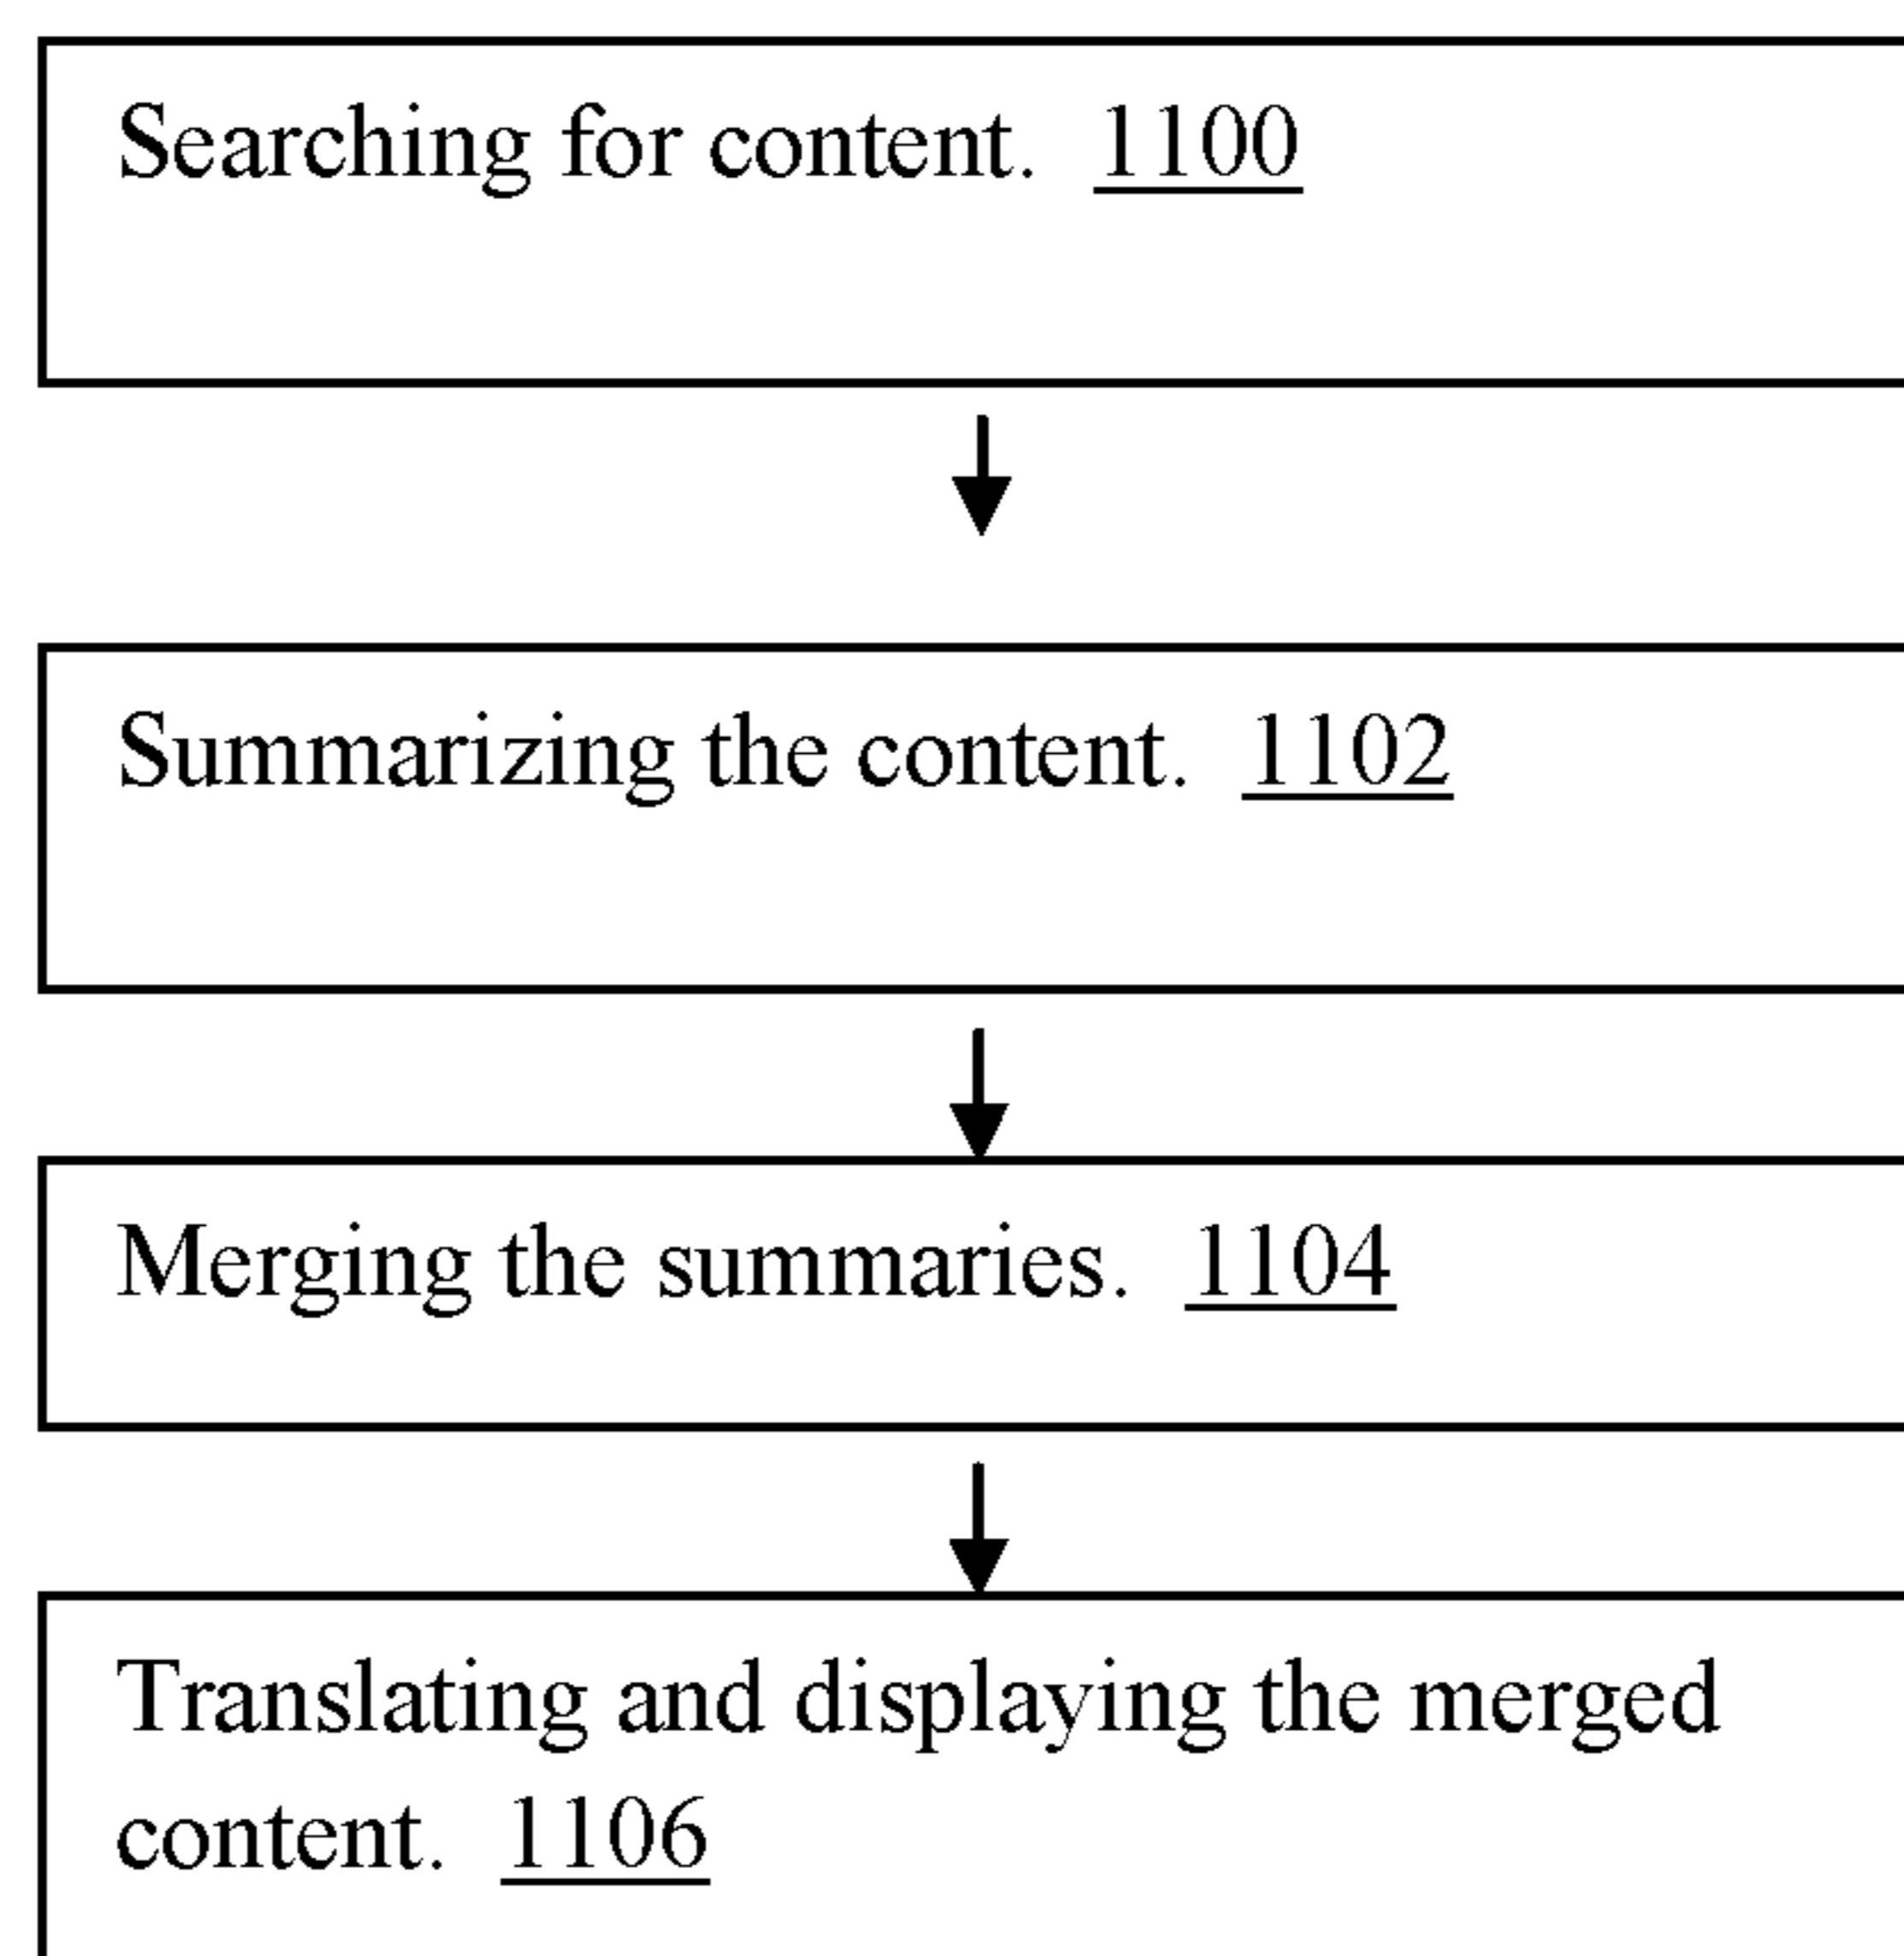 Searching for content. 1100
Summarizing the content. 1102
Merging the summaries. 1104
Translating and displaying the merged
content. 1106